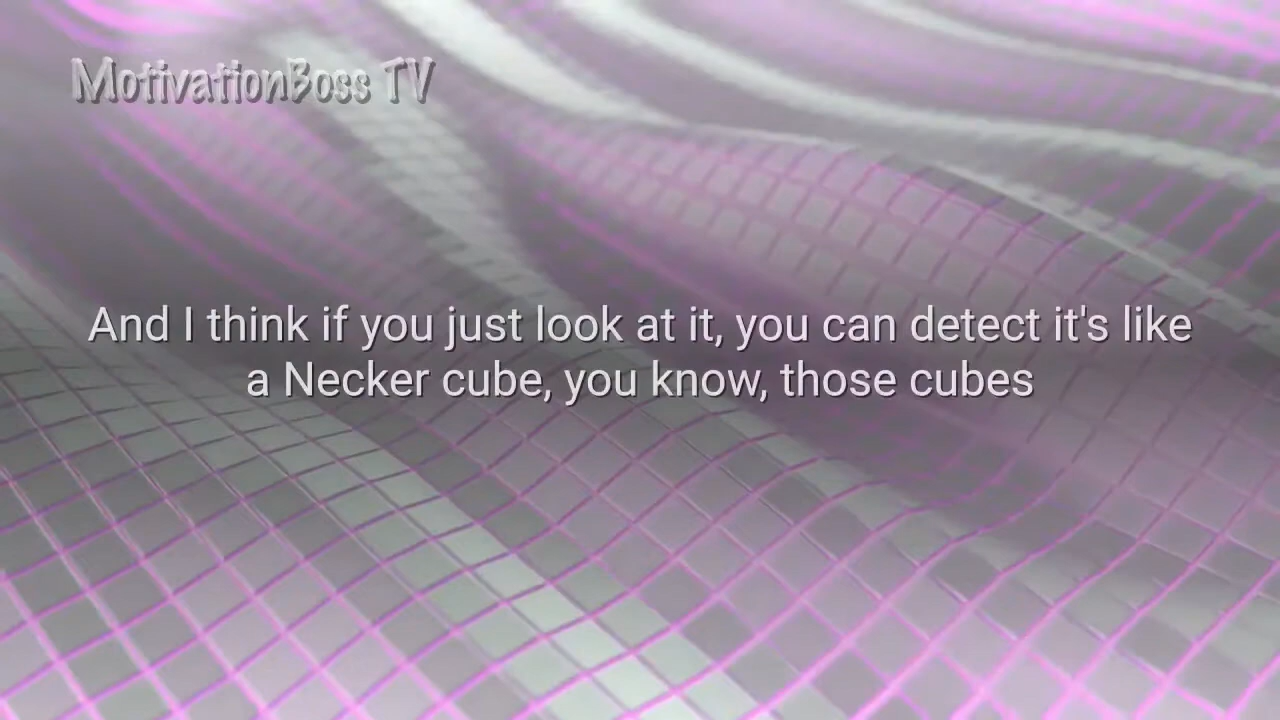 MotivationBoss TV
And I think if you just look at it, you can detect it's like
a Necker cube, you know, those cubes